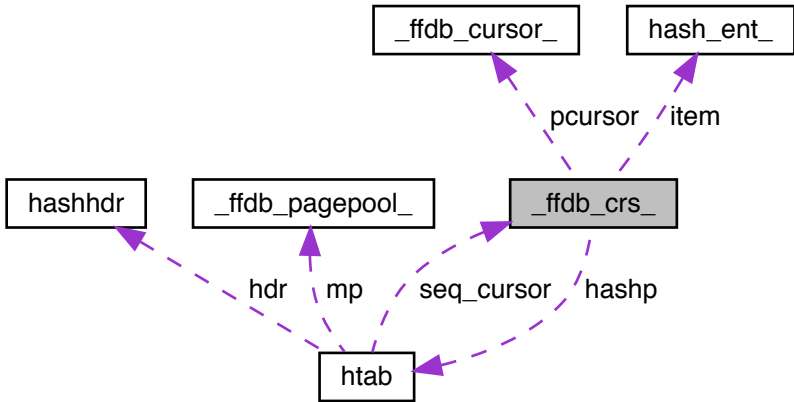 _ffdb_cursor_
hash_ent_
pcursor
item
hashhdr
_ffdb_pagepool_
_ffdb_crs_
hdr
mp
seq_cursor
hashp
htab